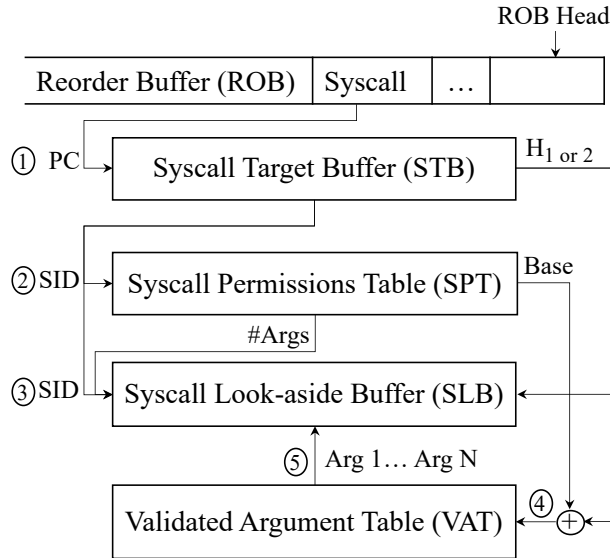 ROB Head
Reorder Buffer (ROB) Syscall …
① PC Syscall Target Buffer (STB) H1 or 2
② SID Syscall Permissions Table (SPT) Base
#Args
③ SID Syscall Look-aside Buffer (SLB)
⑤ Arg 1… Arg N
Validated Argument Table (VAT) ④ +